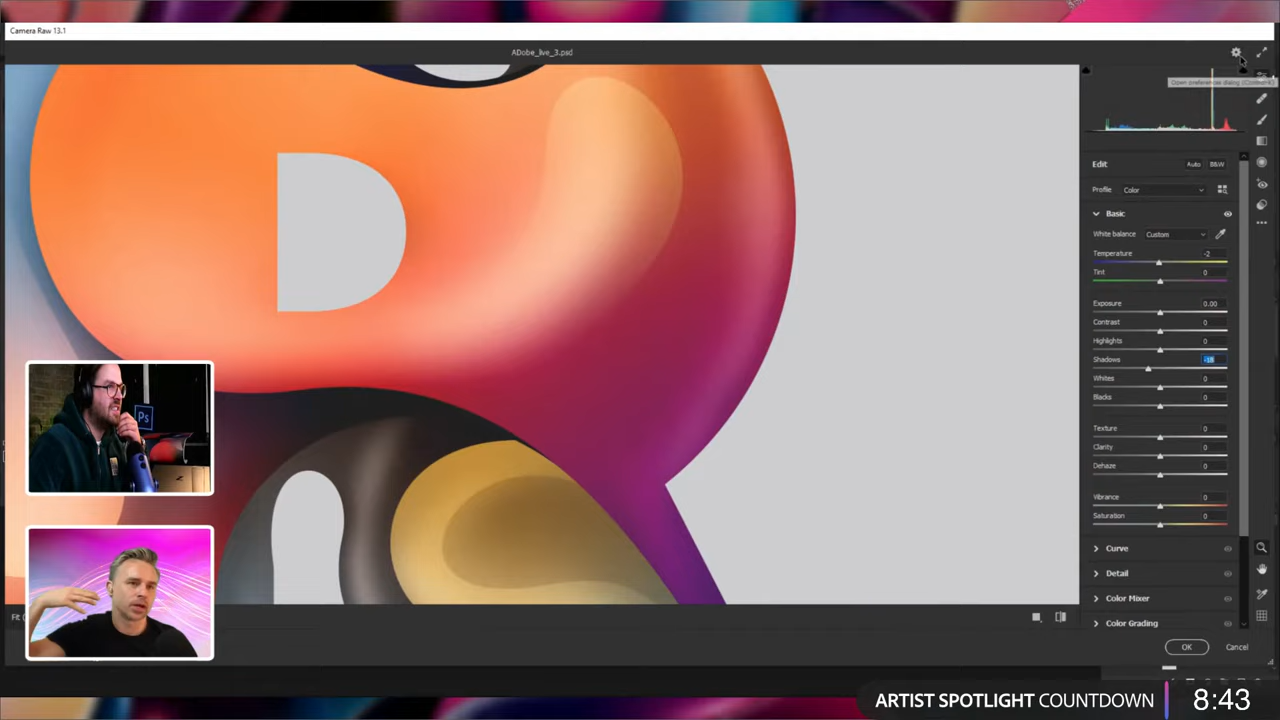 Camera Raw 13.1
ADobe_live_3.psd
Edit Auto B&W
Profile Color
Basic
White balance Custom
Temperature -2
Tint 0
Exposure 0.00
Contrast 0
Highlights 0
Shadows -18
Whites 0
Blacks 0
Texture 0
Clarity 0
Dehaze 0
Vibrance 0
Saturation 0
Curve
Detail
Color Mixer
Color Grading
Ps
Fit
OK Cancel
ARTIST SPOTLIGHT COUNTDOWN 8:43